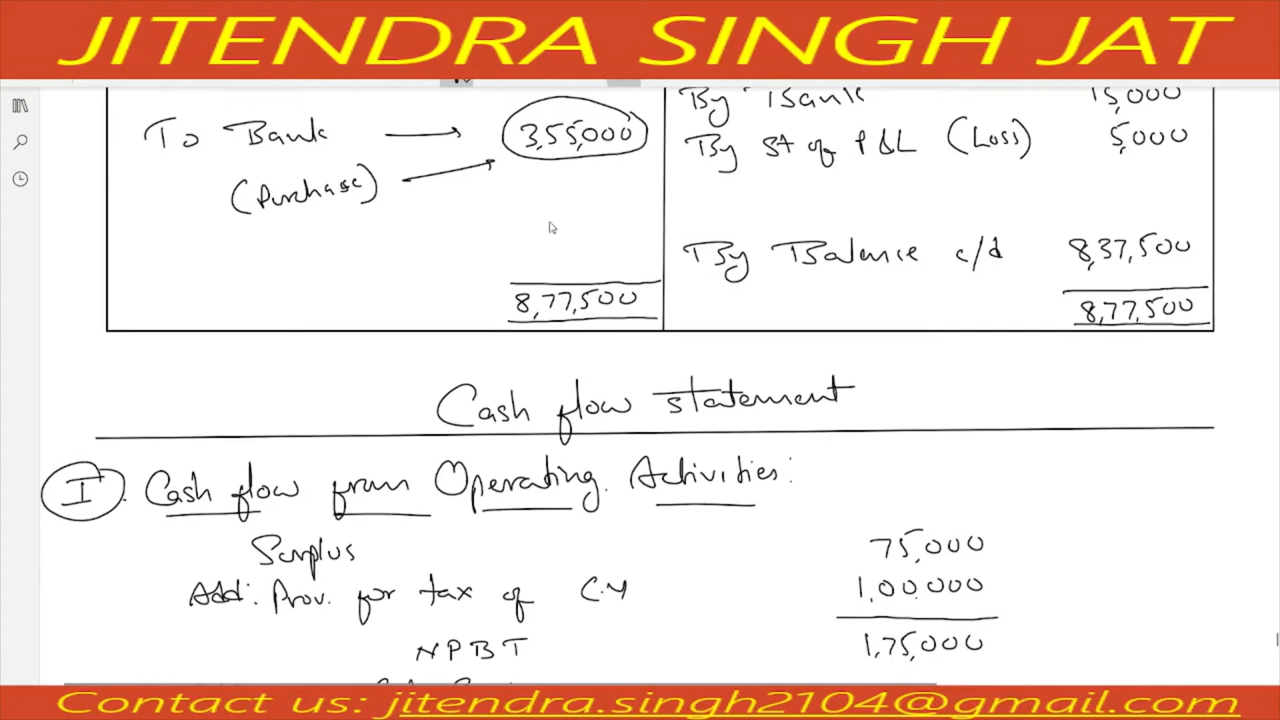 JITENDRA SINGH JAT
To Bank 3,55,000
(Purchase)
8,77,500
By Bank 15,000
By St of P&L (Loss) 5,000
By Balance c/d 8,37,500
8,77,500
Cash flow statement
I. Cash flow from Operating Activities:
Surplus 75,000
Add: Prov. for tax of C.Y 1,00,000
NPBT 1,75,000
Contact us: jitendra.singh2104@gmail.com